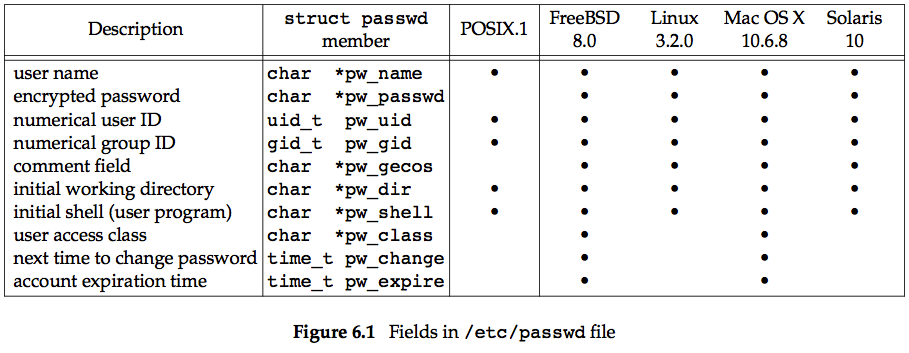 Description struct passwd member POSIX.1 FreeBSD 8.0 Linux 3.2.0 Mac OS X 10.6.8 Solaris 10
user name char *pw_name • • • • •
encrypted password char *pw_passwd • • • •
numerical user ID uid_t pw_uid • • • • •
numerical group ID gid_t pw_gid • • • • •
comment field char *pw_gecos • • • •
initial working directory char *pw_dir • • • • •
initial shell (user program) char *pw_shell • • • • •
user access class char *pw_class • •
next time to change password time_t pw_change • •
account expiration time time_t pw_expire • •
Figure 6.1 Fields in /etc/passwd file